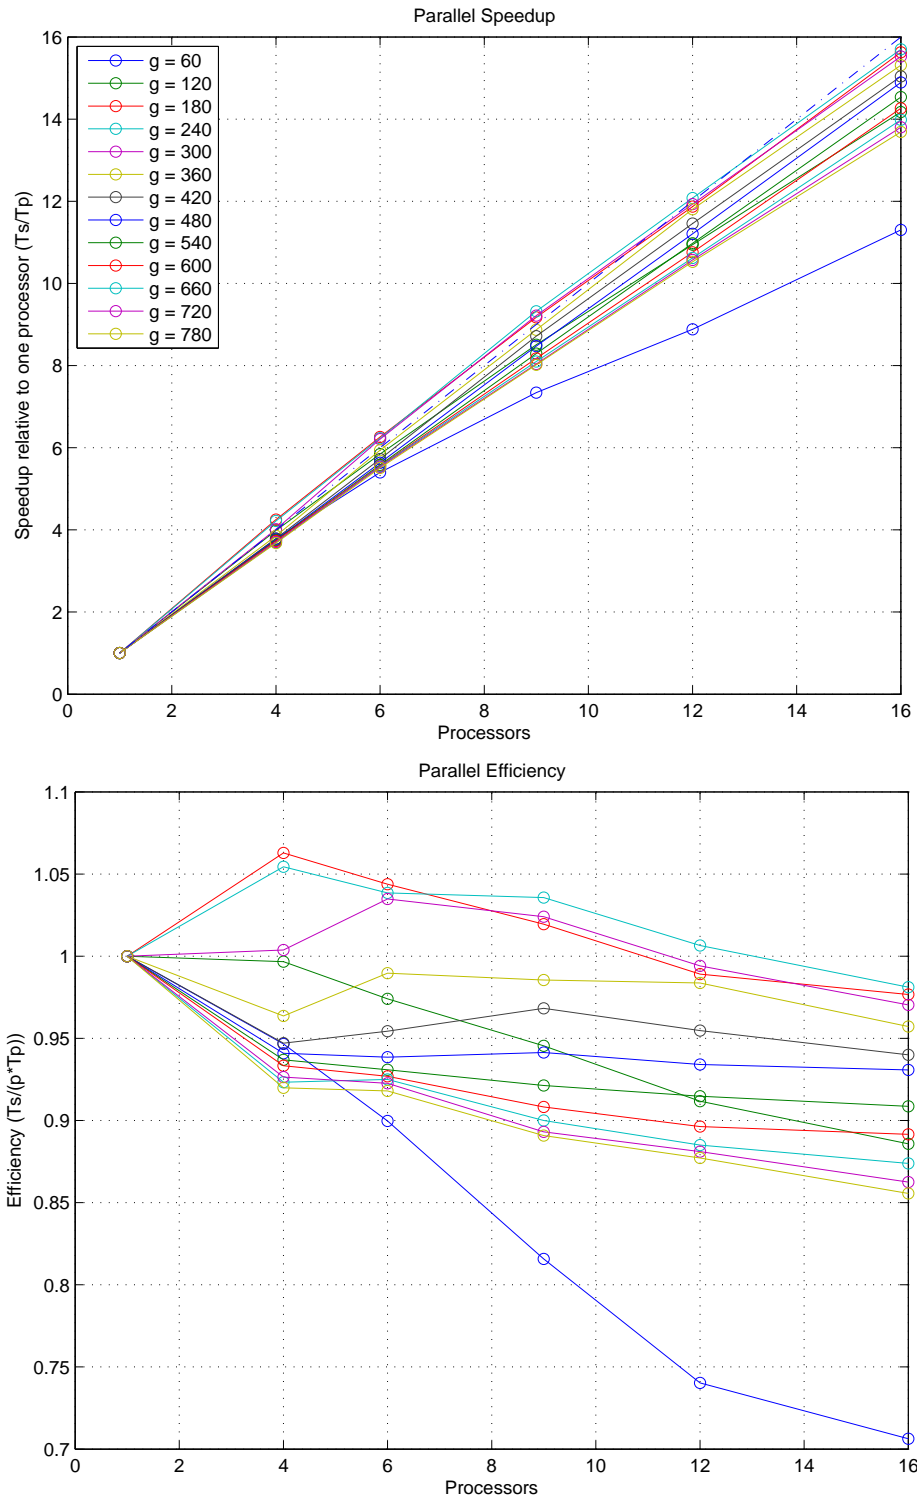 Parallel Speedup
16
14
12
10
8
6
4
2
0
g = 60
g = 120
g = 180
g = 240
g = 300
g = 360
g = 420
g = 480
g = 540
g = 600
g = 660
g = 720
g = 780
Speedup relative to one processor (Ts/Tp)
0 2 4 6 8 10 12 14 16
Processors
Parallel Efficiency
1.1
1.05
1
0.95
0.9
0.85
0.8
0.75
0.7
Efficiency (Ts/(p*Tp))
0 2 4 6 8 10 12 14 16
Processors